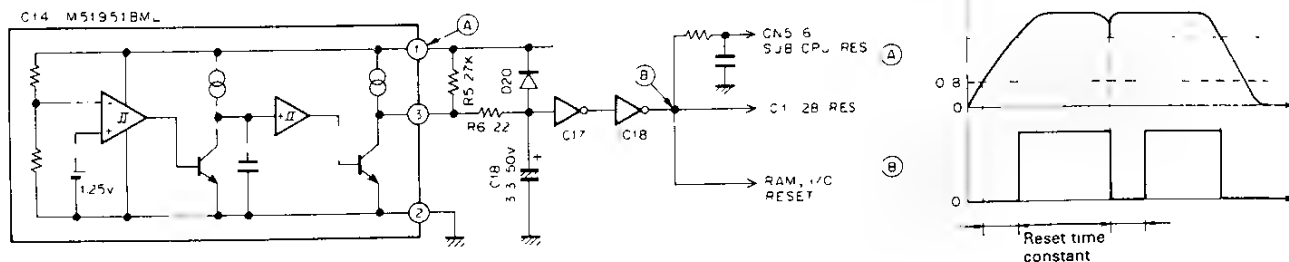 C14 M51951BML
A
1
R5 27K
D20
1.25v
3
R6 22
C18
3.3 50v
+
2
C17
C18
B
CN5 6
SUB CPU RES
C1 28 RES
RAM, I/C
RESET
A
0.8
0
B
0
Reset time
constant